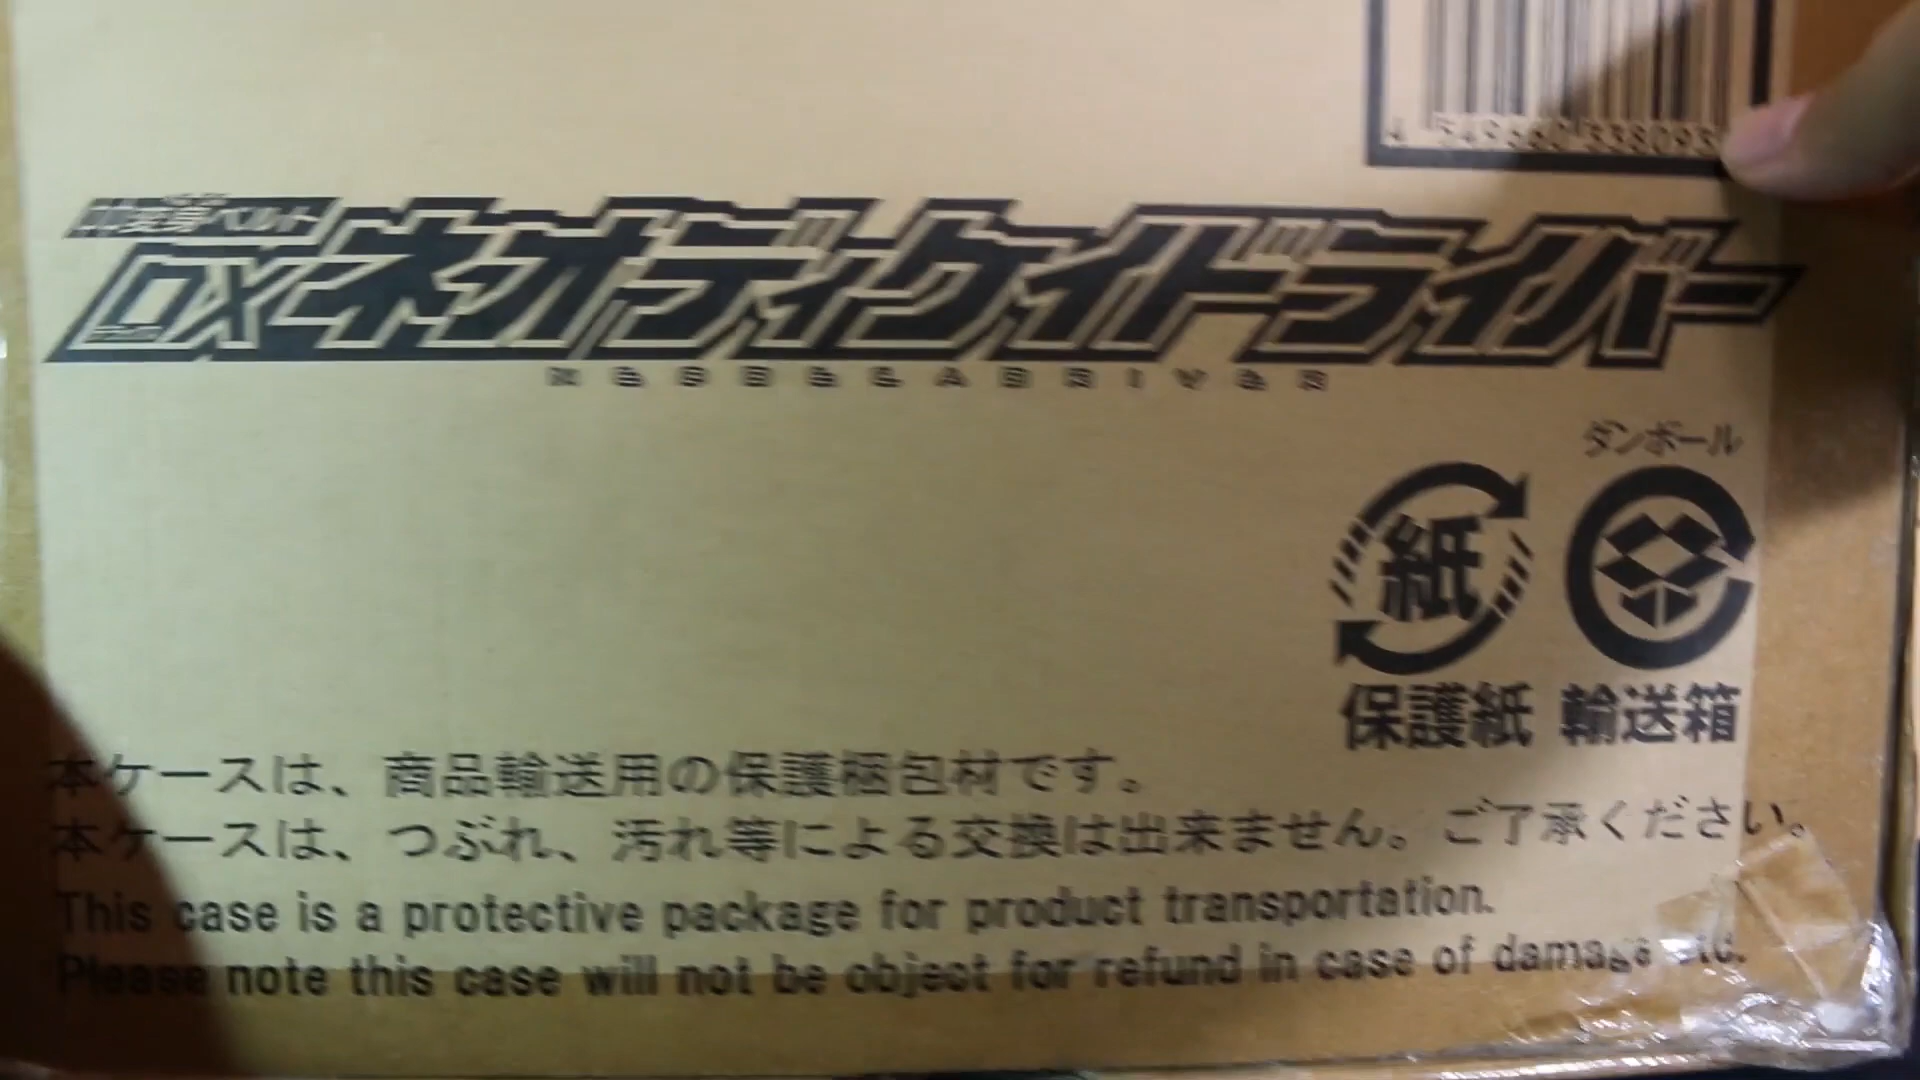 変身ベルト
DXネオディケイドライバー
NEODECADRIVER
ダンボール
紙
保護紙 輸送箱
本ケースは、商品輸送用の保護梱包材です。
本ケースは、つぶれ、汚れ等による交換は出来ません。ご了承ください。
This case is a protective package for product transportation.
Please note this case will not be object for refund in case of damage etc.